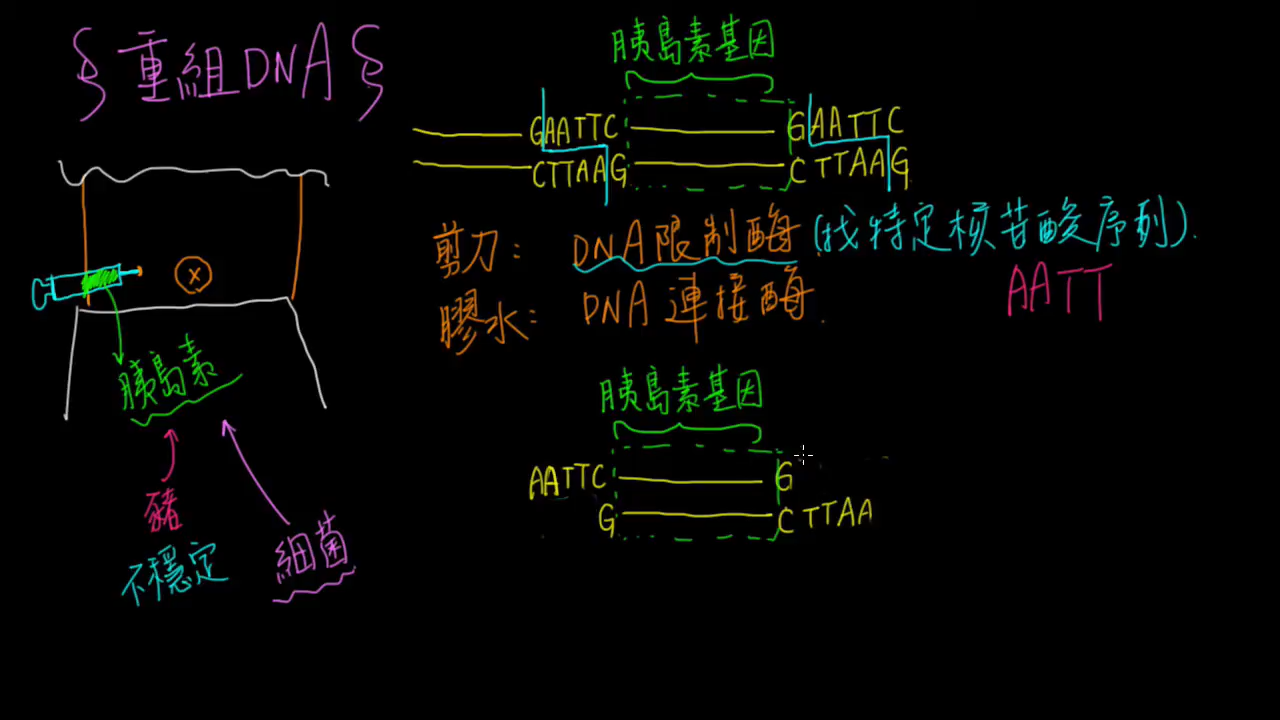 重組DNA
胰島素基因
GAATTC GAATTC
CTTAAG CTTAAG
剪刀: DNA限制酶(找特定核苷酸序列).
AATT
膠水: DNA連接酶.
胰島素
豬
不穩定
細菌
胰島素基因
AATTC G
G CTTAA